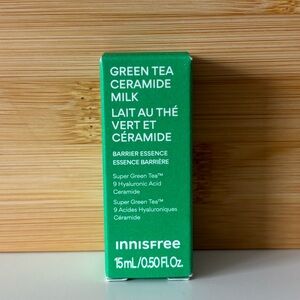 GREEN TEA
CERAMIDE
MILK
LAIT AU THÉ
VERT ET
CÉRAMIDE
BARRIER ESSENCE
ESSENCE BARRIÈRE
Super Green Tea™
9 Hyaluronic Acid
Ceramide
Super Green Tea™
9 Acides Hyaluroniques
Céramide
innisfree
15 mL / 0.50 Fl. Oz.